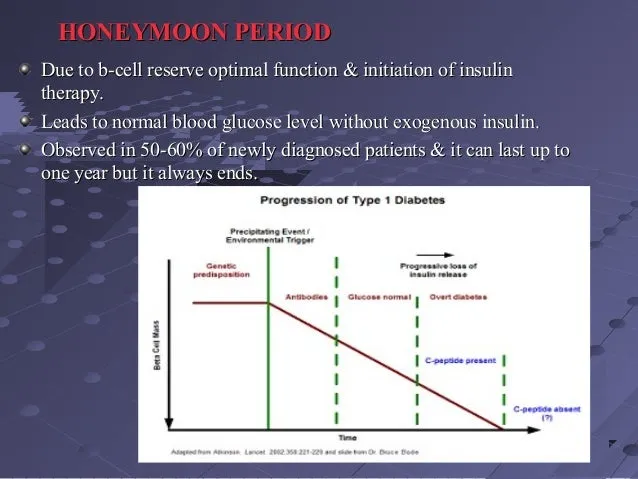 HONEYMOON PERIOD
Due to b-cell reserve optimal function & initiation of insulin
therapy.
Leads to normal blood glucose level without exogenous insulin.
Observed in 50-60% of newly diagnosed patients & it can last up to
one year but it always ends.
Progression of Type 1 Diabetes
Precipitating Event /
Environmental Trigger
Genetic
predisposition
Progressive loss of
insulin release
Antibodies
Glucose normal
Overt diabetes
Beta Cell Mass
C-peptide present
C-peptide absent
(?)
Time
Adapted from Atkinson. Lancet. 2002;358:221-229 and slide from Dr. Bruce Bode